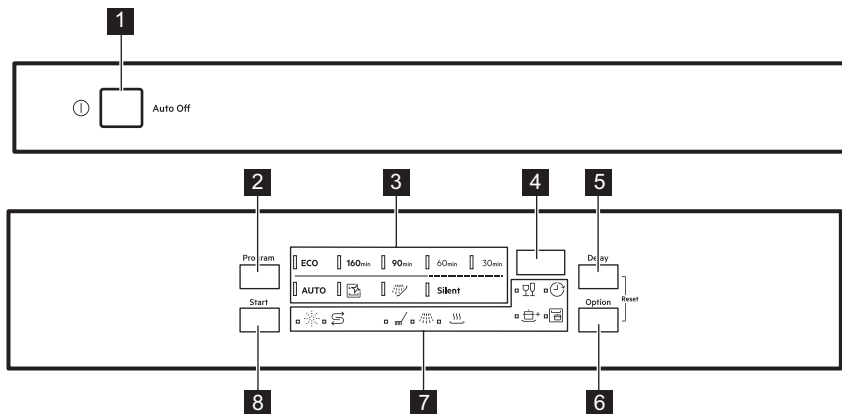 1
Auto Off
2 3 4 5
Program ECO 160min 90min 60min 30min Delay
AUTO Silent
Start Option Reset
8 7 6